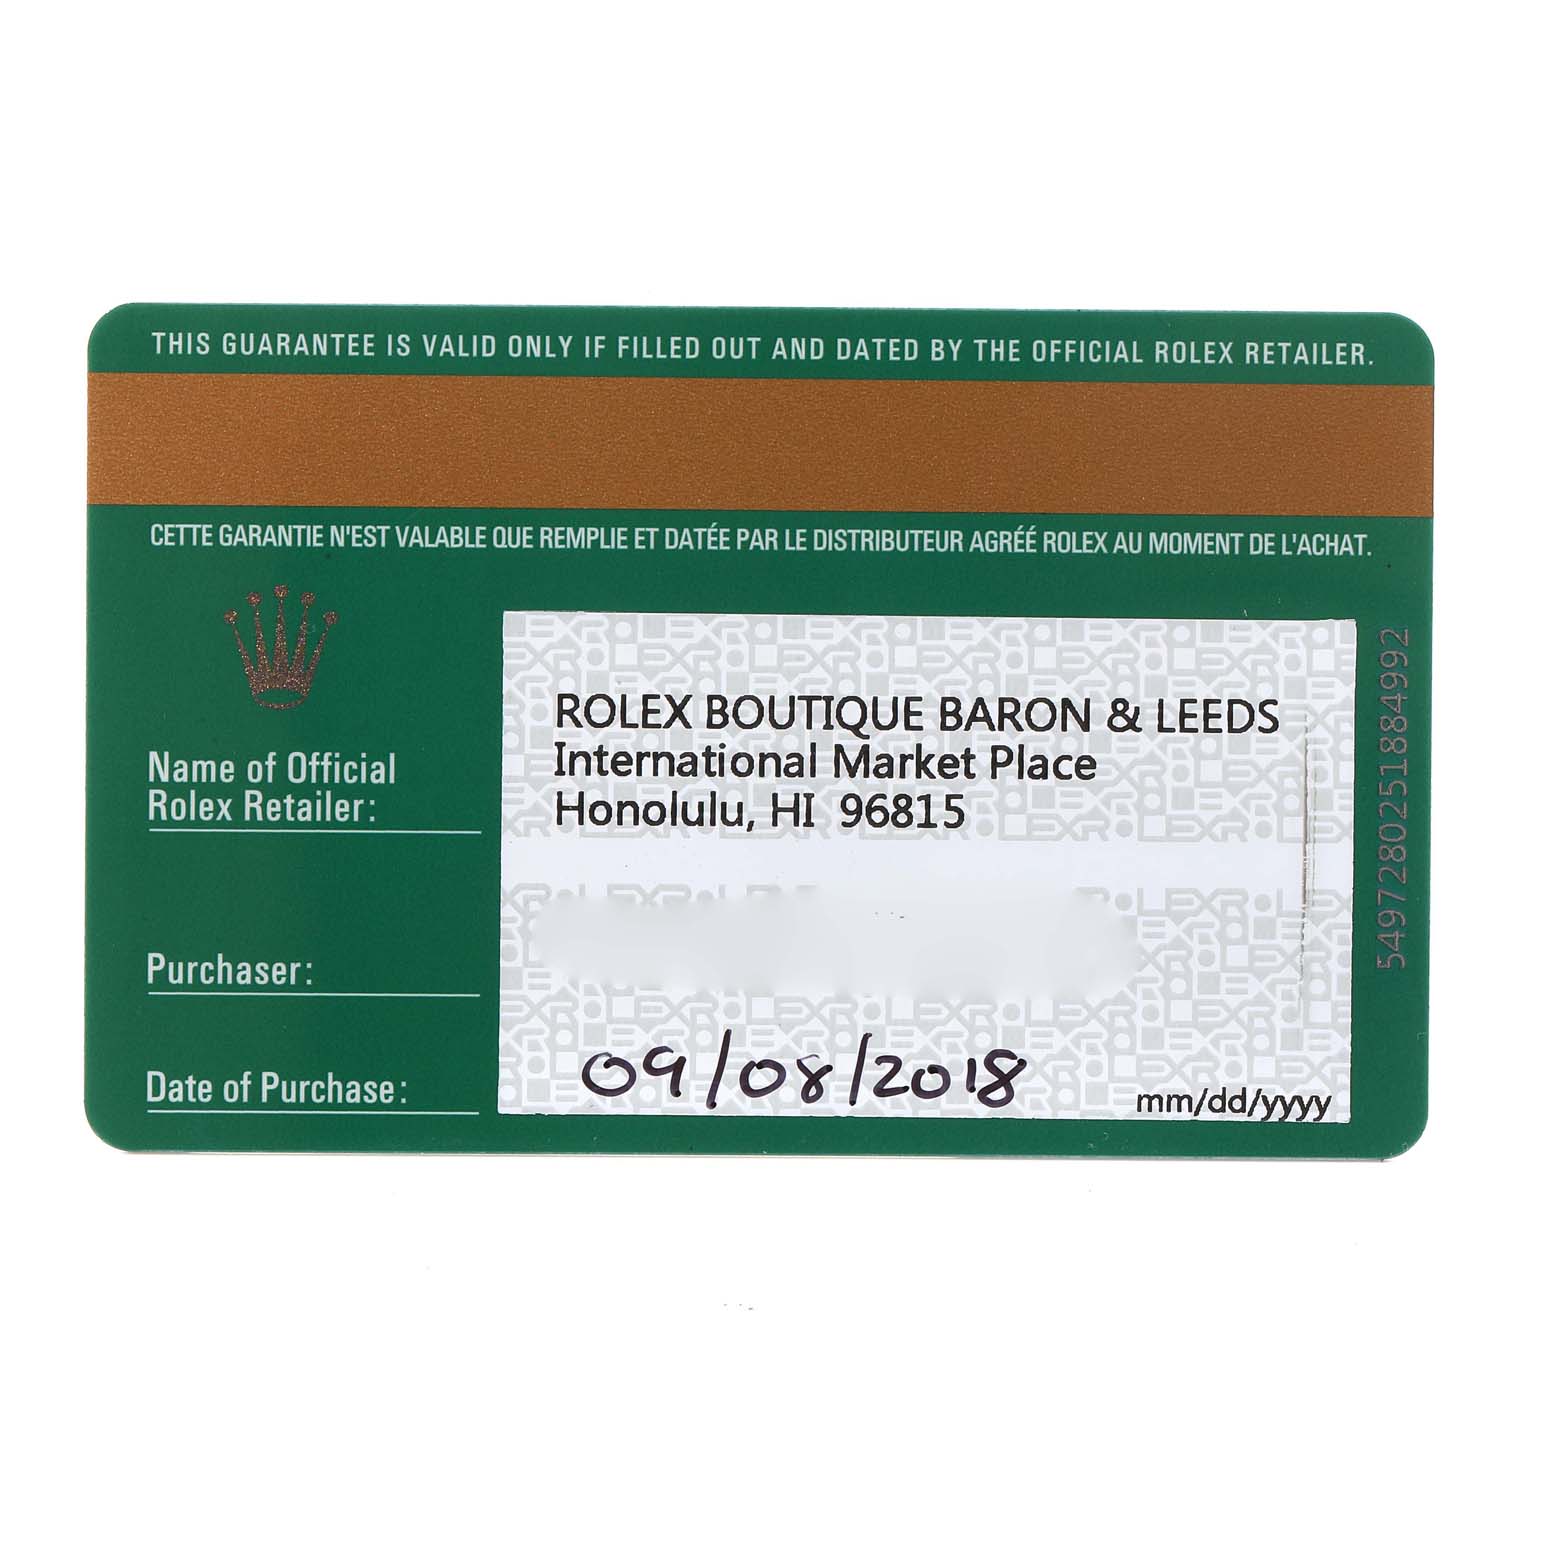 THIS GUARANTEE IS VALID ONLY IF FILLED OUT AND DATED BY THE OFFICIAL ROLEX RETAILER.
CETTE GARANTIE N'EST VALABLE QUE REMPLIE ET DATÉE PAR LE DISTRIBUTEUR AGRÉÉ ROLEX AU MOMENT DE L'ACHAT.
Name of Official
Rolex Retailer:
ROLEX BOUTIQUE BARON & LEEDS
International Market Place
Honolulu, HI 96815
Purchaser:
Date of Purchase:
09/08/2018
mm/dd/yyyy
5497280251884992